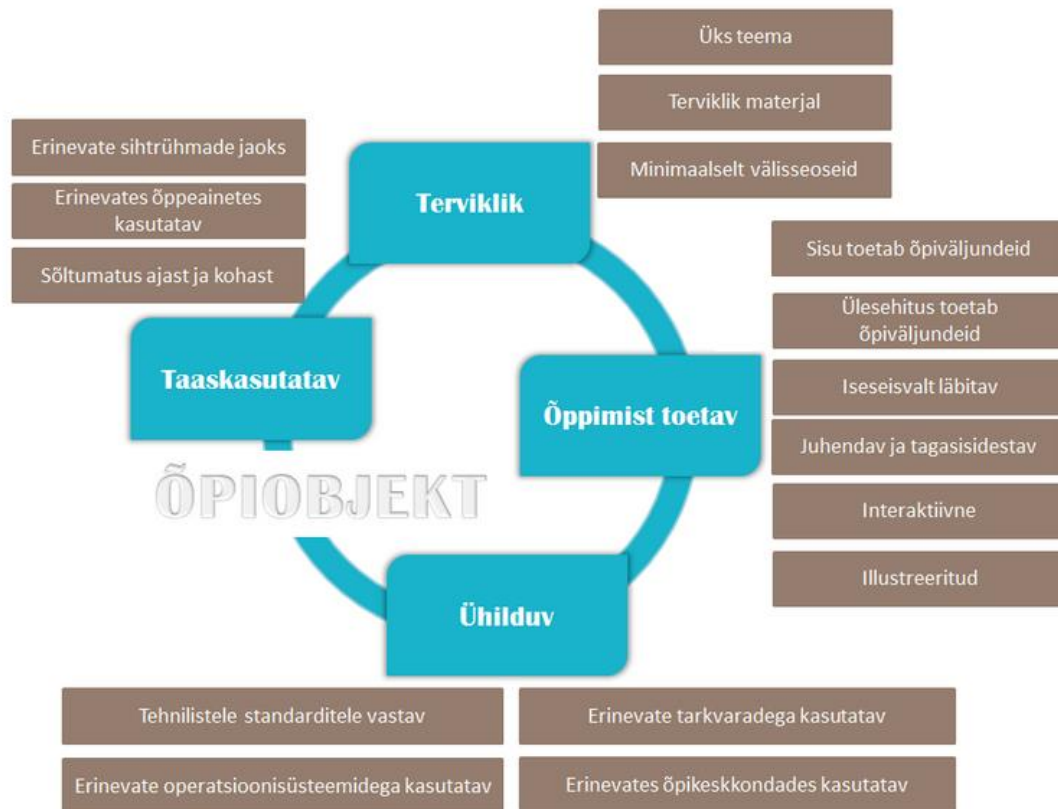 Üks teema
Terviklik materjal
Minimaalselt välisseoseid
Terviklik
Erinevate sihtrühmade jaoks
Erinevates õppeainetes
kasutatav
Sõltumatus ajast ja kohast
Taaskasutatav
Sisu toetab õpiväljundeid
Ülesehitus toetab
õpiväljundeid
Iseseisvalt läbitav
Juhendav ja tagasisidestav
Interaktiivne
Illustreeritud
Õppimist toetav
ÕPIOBJEKT
Ühilduv
Tehnilistele standarditele vastav
Erinevate tarkvaradega kasutatav
Erinevate operatsioonisüsteemidega kasutatav
Erinevates õpikeskkondades kasutatav